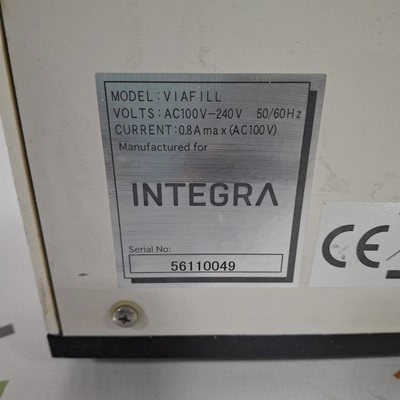 MODEL: VIAFILL
VOLTS: AC100V-240V 50/60Hz
CURRENT: 0.8A max (AC100V)
Manufactured for
INTEGRA
Serial No:
56110049
CE